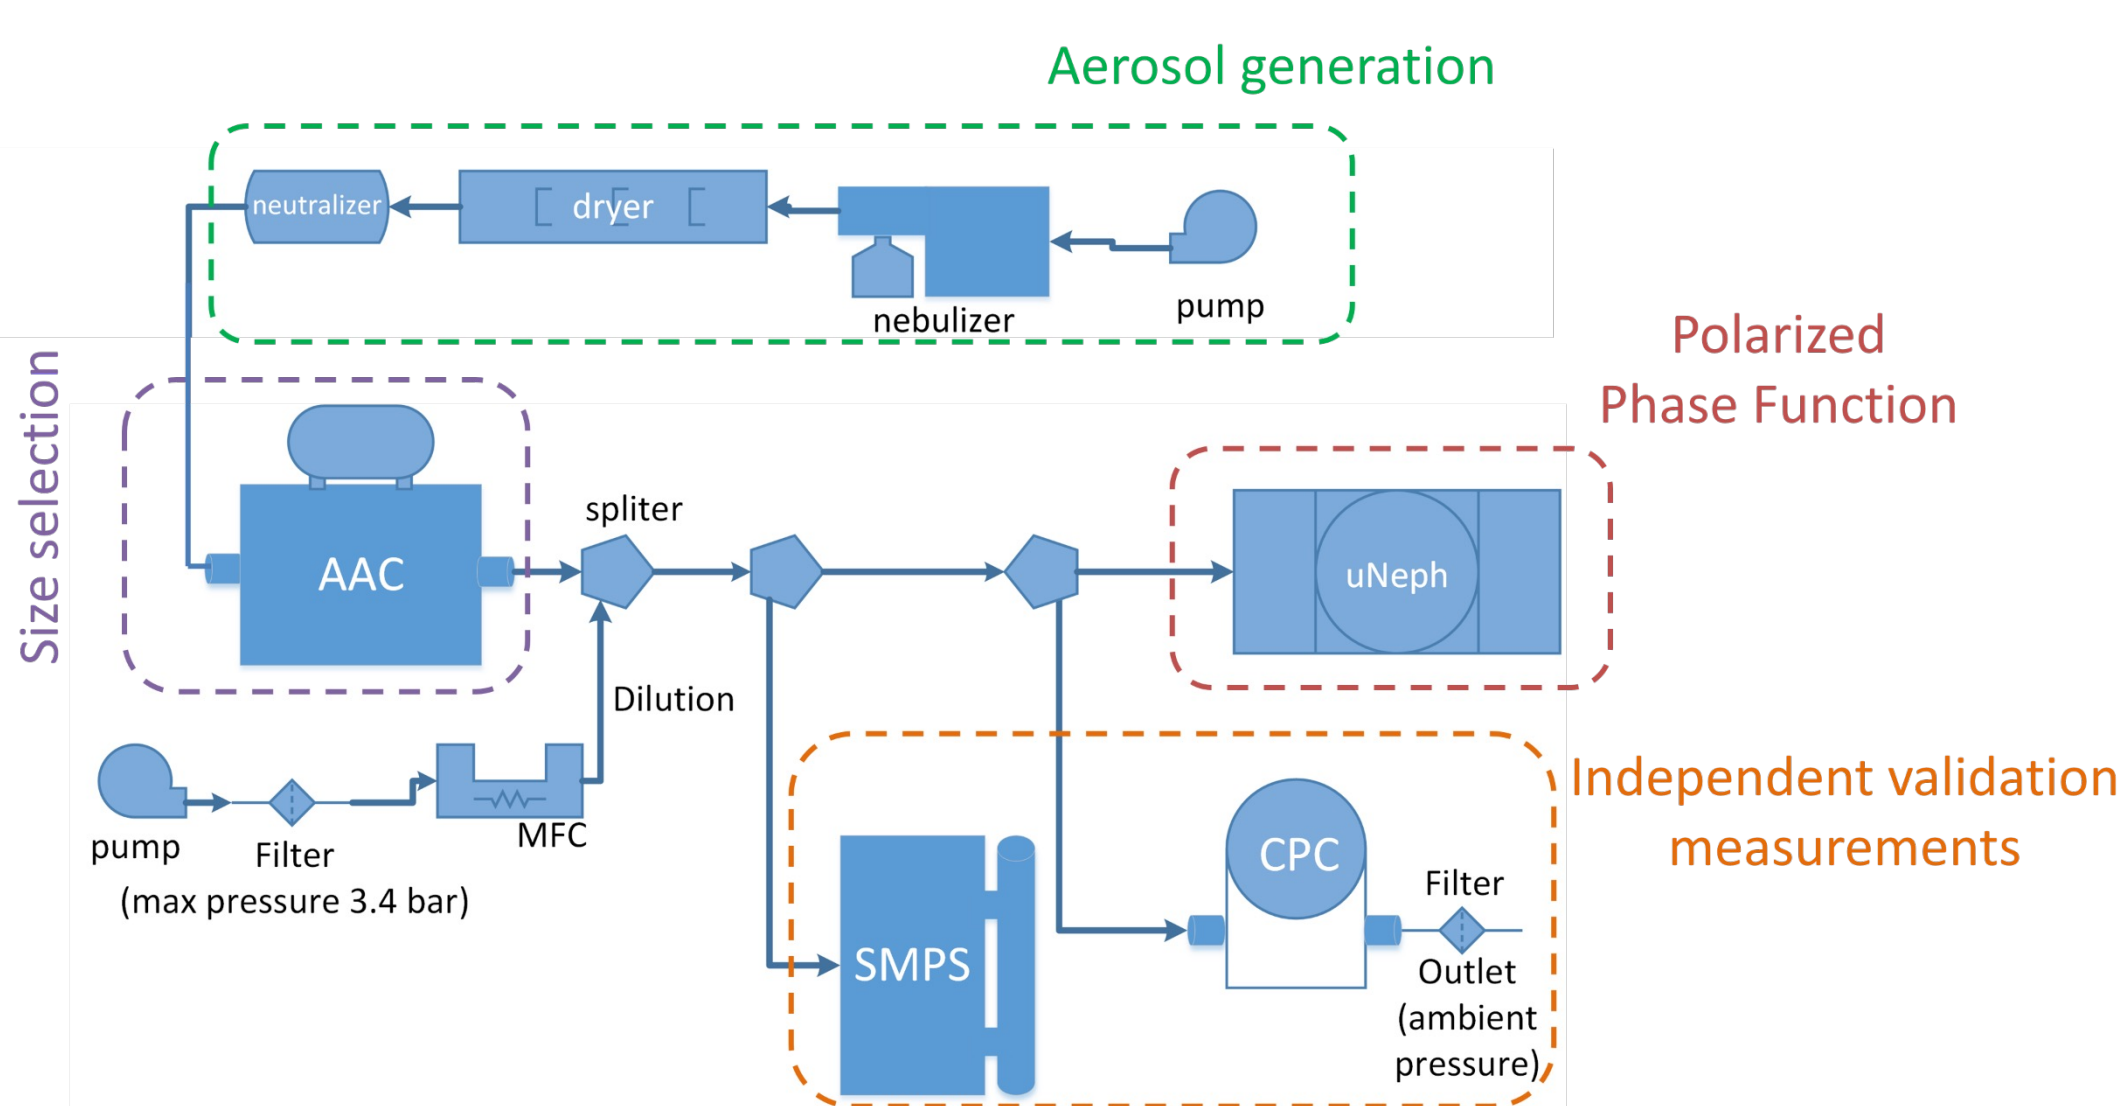 Aerosol generation
neutralizer
dryer
nebulizer
pump
Polarized
Phase Function
Size selection
AAC
spliter
uNeph
Dilution
pump
Filter
(max pressure 3.4 bar)
MFC
Independent validation
measurements
SMPS
CPC
Filter
Outlet
(ambient
pressure)